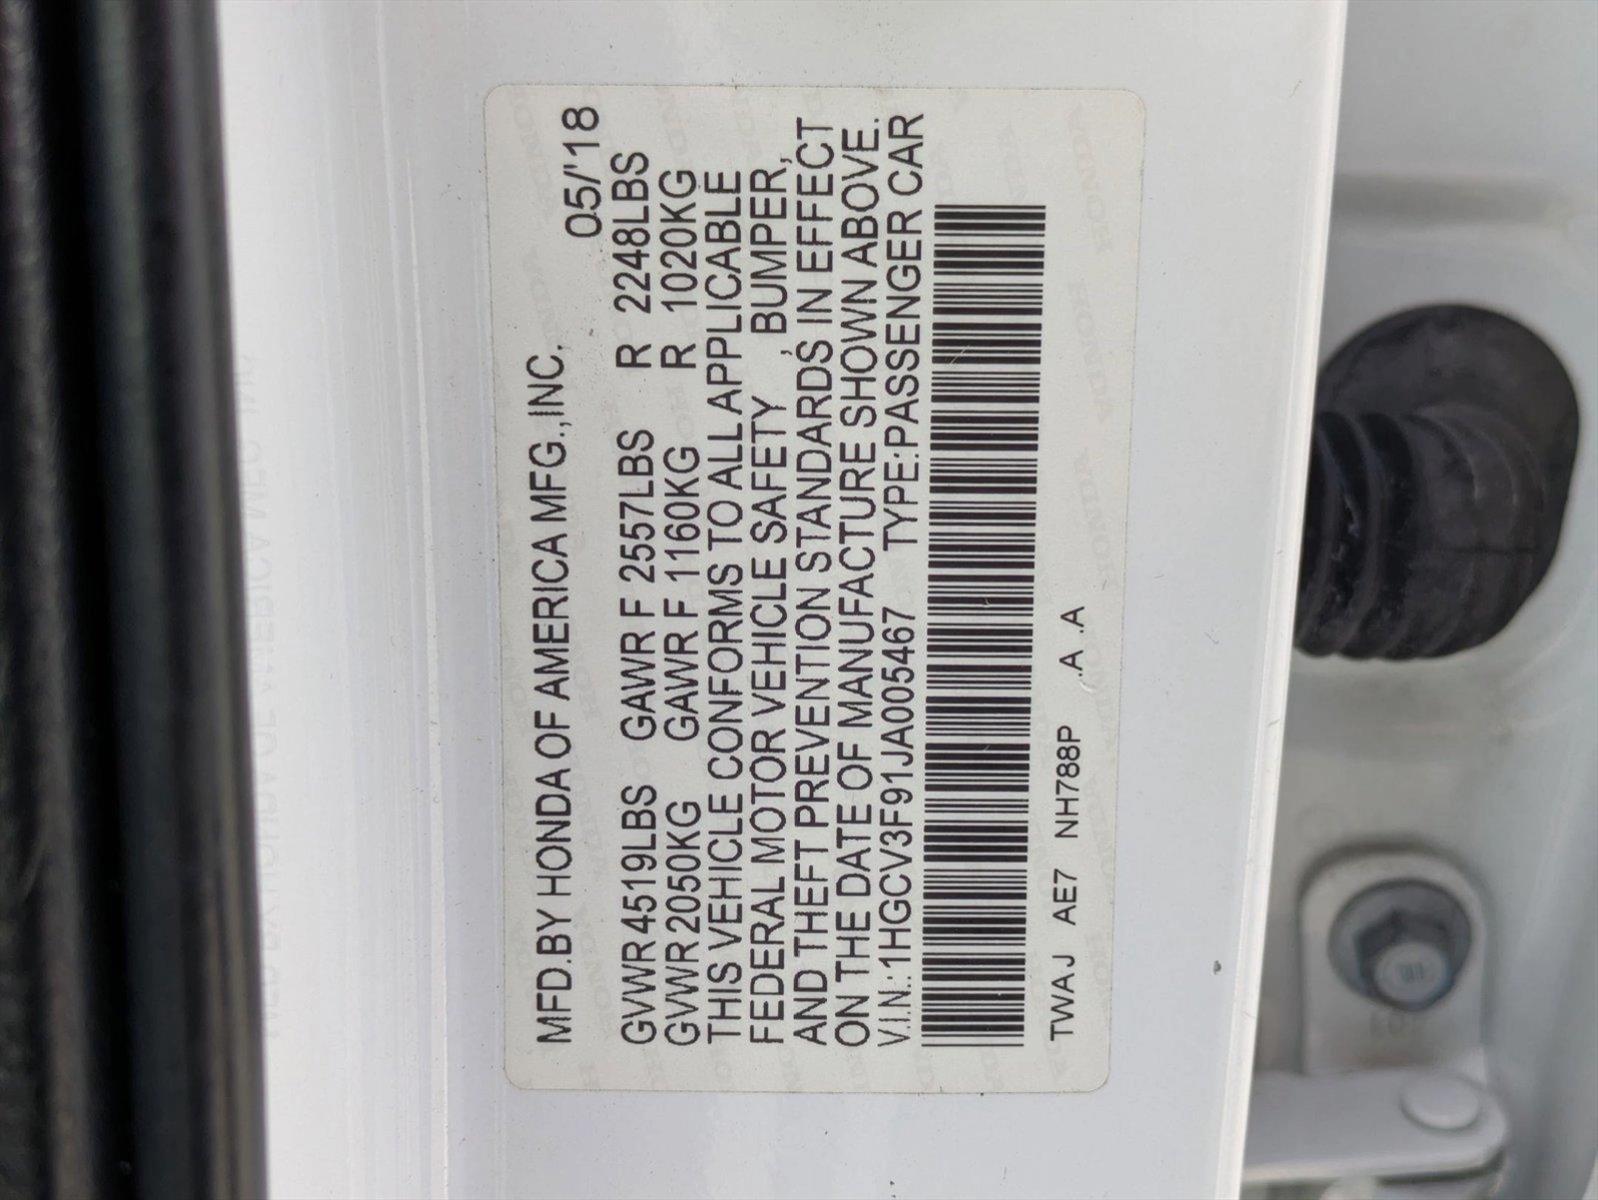 MFD.BY HONDA OF AMERICA MFG.,INC. 05/'18
GVWR 4519LBS GAWR F 2557LBS R 2248LBS
GVWR 2050KG GAWR F 1160KG R 1020KG
THIS VEHICLE CONFORMS TO ALL APPLICABLE
FEDERAL MOTOR VEHICLE SAFETY , BUMPER,
AND THEFT PREVENTION STANDARDS IN EFFECT
ON THE DATE OF MANUFACTURE SHOWN ABOVE.
V.I.N.:1HGCV3F91JA005467 TYPE:PASSENGER CAR
TWAJ AE7 NH788P .A .A